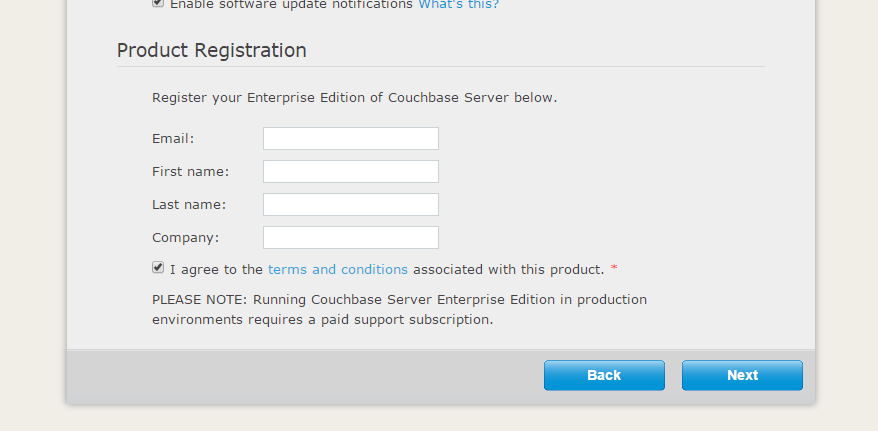 Enable software update notifications What's this?
Product Registration
Register your Enterprise Edition of Couchbase Server below.
Email:
First name:
Last name:
Company:
I agree to the terms and conditions associated with this product. *
PLEASE NOTE: Running Couchbase Server Enterprise Edition in production
environments requires a paid support subscription.
Back Next